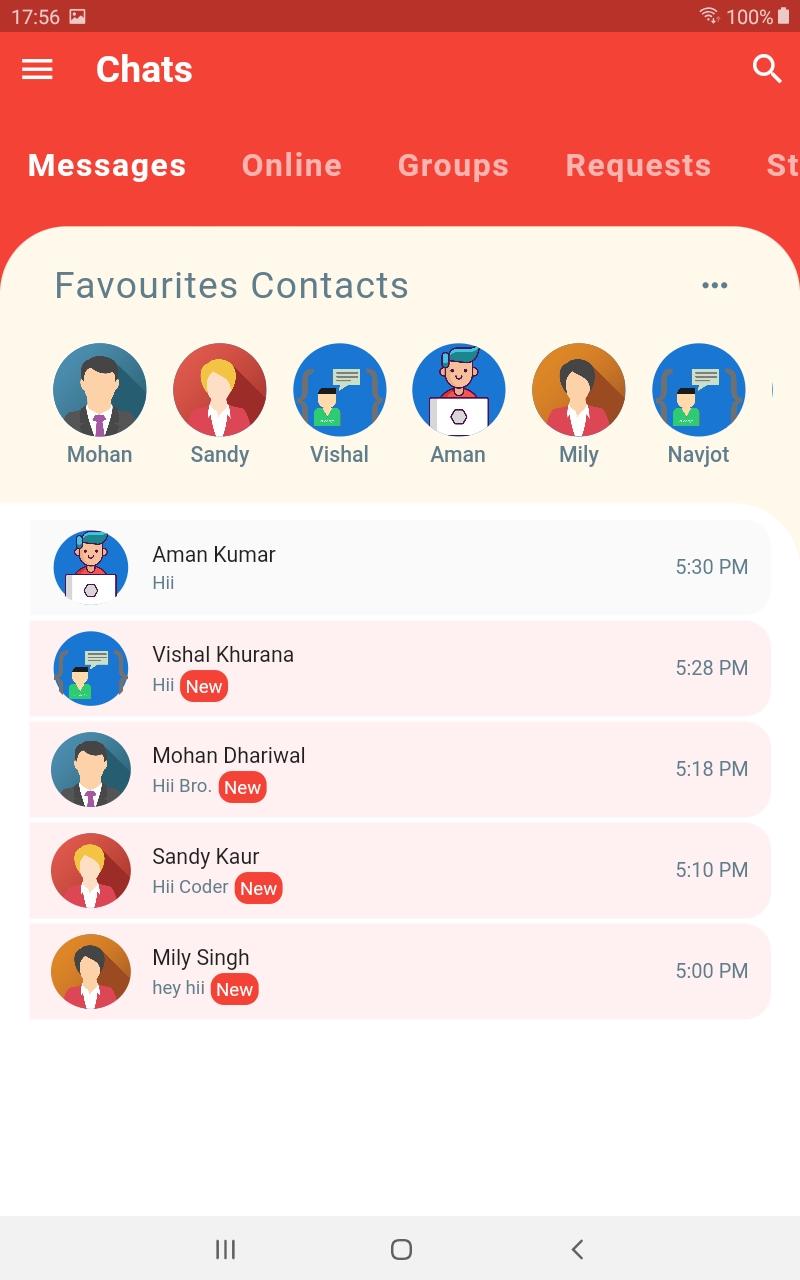 17:56 100%
Chats
Messages Online Groups Requests St
Favourites Contacts
Mohan Sandy Vishal Aman Mily Navjot
Aman Kumar
Hii
5:30 PM
Vishal Khurana
Hii New
5:28 PM
Mohan Dhariwal
Hii Bro. New
5:18 PM
Sandy Kaur
Hii Coder New
5:10 PM
Mily Singh
hey hii New
5:00 PM